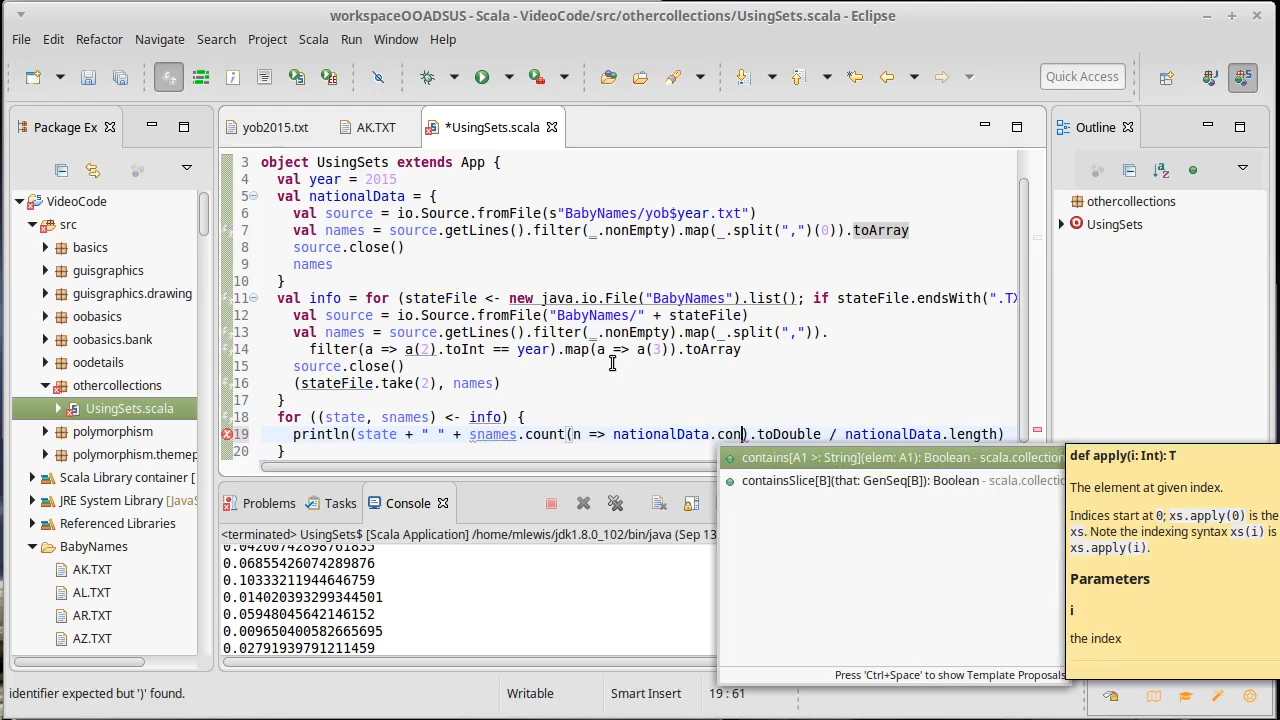 workspaceOOADSUS - Scala - VideoCode/src/othercollections/UsingSets.scala - Eclipse
File Edit Refactor Navigate Search Project Scala Run Window Help
Quick Access
Package Ex
yob2015.txt AK.TXT *UsingSets.scala
Outline
VideoCode
src
basics
guisgraphics
guisgraphics.drawing
oobasics
oobasics.bank
oodetails
othercollections
UsingSets.scala
polymorphism
polymorphism.themep
Scala Library container [
JRE System Library [JavaS
Referenced Libraries
BabyNames
AK.TXT
AL.TXT
AR.TXT
AZ.TXT
3 object UsingSets extends App {
4 val year = 2015
5 val nationalData = {
6 val source = io.Source.fromFile(s"BabyNames/yob$year.txt")
7 val names = source.getLines().filter(_.nonEmpty).map(_.split(",")(0)).toArray
8 source.close()
9 names
10 }
11 val info = for (stateFile <- new java.io.File("BabyNames").list(); if stateFile.endsWith(".TX
12 val source = io.Source.fromFile("BabyNames/" + stateFile)
13 val names = source.getLines().filter(_.nonEmpty).map(_.split(",")).
14 filter(a => a(2).toInt == year).map(a => a(3)).toArray
15 source.close()
16 (stateFile.take(2), names)
17 }
18 for ((state, snames) <- info) {
19 println(state + " " + snames.count(n => nationalData.con).toDouble / nationalData.length)
20 }
othercollections
UsingSets
contains[A1 >: String](elem: A1): Boolean - scala.collection
containsSlice[B](that: GenSeq[B]): Boolean - scala.collecti
Press 'Ctrl+Space' to show Template Proposals
def apply(i: Int): T
The element at given index.
Indices start at 0; xs.apply(0) is the
xs. Note the indexing syntax xs(i) is
xs.apply(i).
Parameters
i
the index
Problems Tasks Console
<terminated> UsingSets$ [Scala Application] /home/mlewis/jdk1.8.0_102/bin/java (Sep 13
0.04260742898761835
0.06855426074289876
0.10333211944646759
0.014020393299344501
0.05948045642146152
0.009650400582665695
0.02791939791211459
identifier expected but ')' found.
Writable
Smart Insert
19 : 61